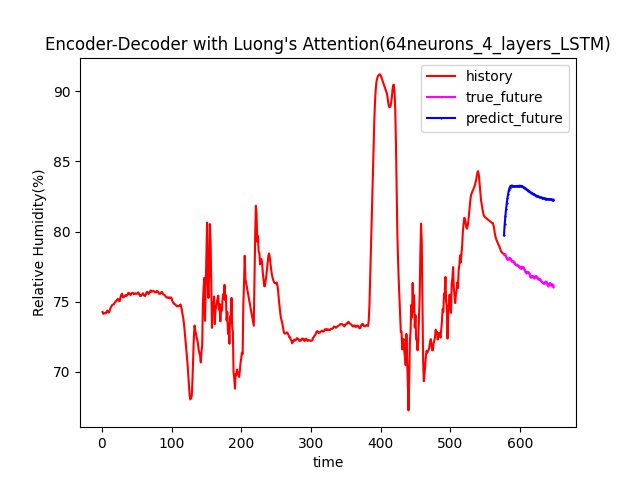 Encoder-Decoder with Luong's Attention(64neurons_4_layers_LSTM)
history
true_future
predict_future
Relative Humidity(%)
90
85
80
75
70
0 100 200 300 400 500 600
time